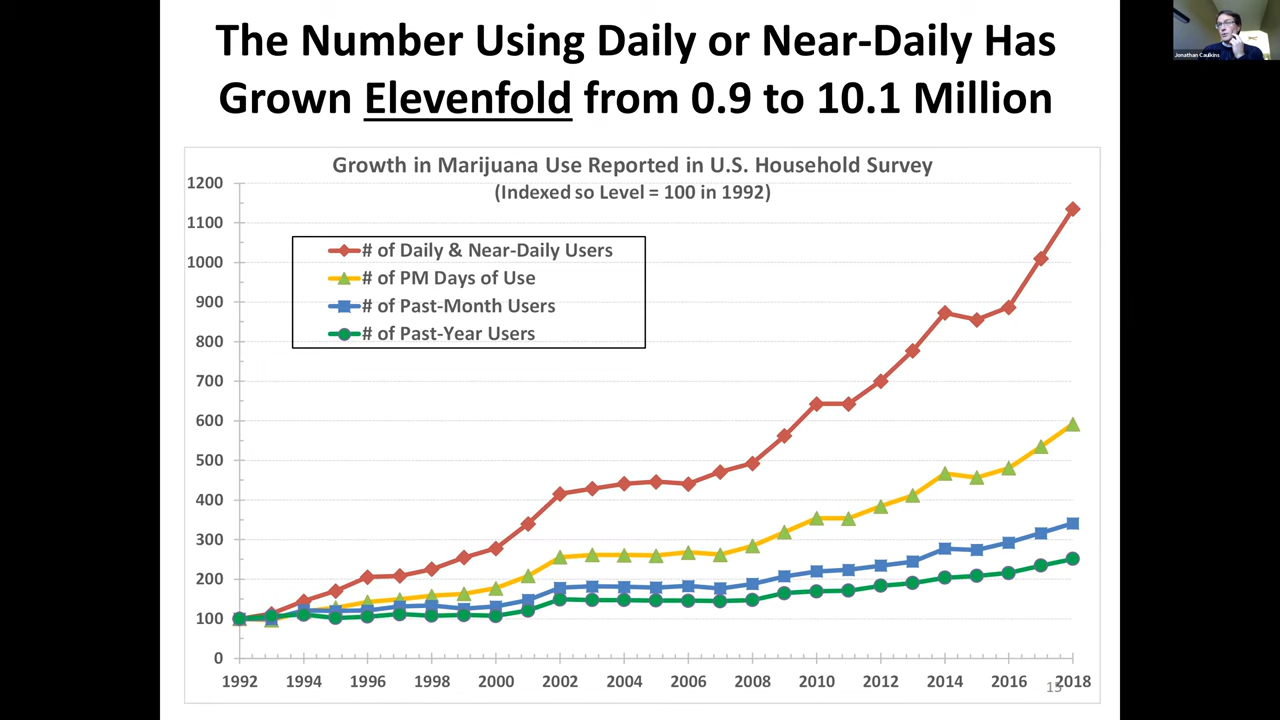 The Number Using Daily or Near-Daily Has
Grown Elevenfold from 0.9 to 10.1 Million
Jonathan Caulkins
Growth in Marijuana Use Reported in U.S. Household Survey
(Indexed so Level = 100 in 1992)
1200
1100
1000
900
800
700
600
500
400
300
200
100
0
# of Daily & Near-Daily Users
# of PM Days of Use
# of Past-Month Users
# of Past-Year Users
1992 1994 1996 1998 2000 2002 2004 2006 2008 2010 2012 2014 2016 2018
15